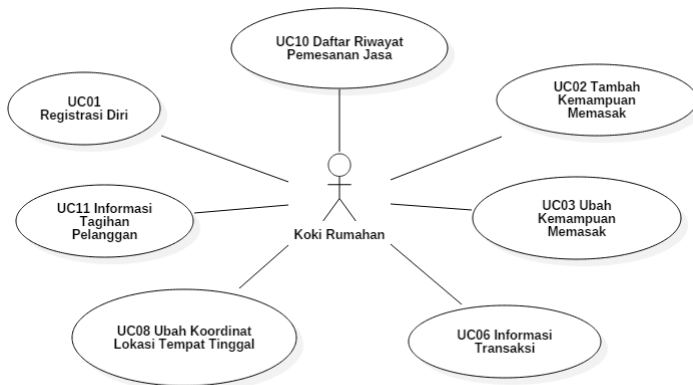 UC10 Daftar Riwayat
Pemesanan Jasa
UC01
Registrasi Diri
UC02 Tambah
Kemampuan
Memasak
UC11 Informasi
Tagihan
Pelanggan
Koki Rumahan
UC03 Ubah
Kemampuan
Memasak
UC08 Ubah Koordinat
Lokasi Tempat Tinggal
UC06 Informasi
Transaksi